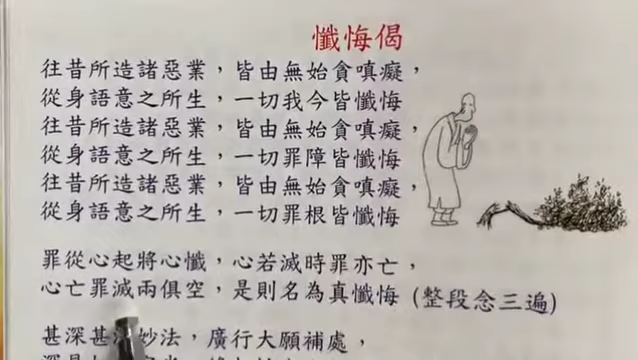 懺悔偈
往昔所造諸惡業，皆由無始貪嗔癡，
從身語意之所生，一切我今皆懺悔
往昔所造諸惡業，皆由無始貪嗔癡，
從身語意之所生，一切罪障皆懺悔
往昔所造諸惡業，皆由無始貪嗔癡，
從身語意之所生，一切罪根皆懺悔
罪從心起將心懺，心若滅時罪亦亡，
心亡罪滅兩俱空，是則名為真懺悔 (整段念三遍)
甚深甚妙法，廣行大願補處，